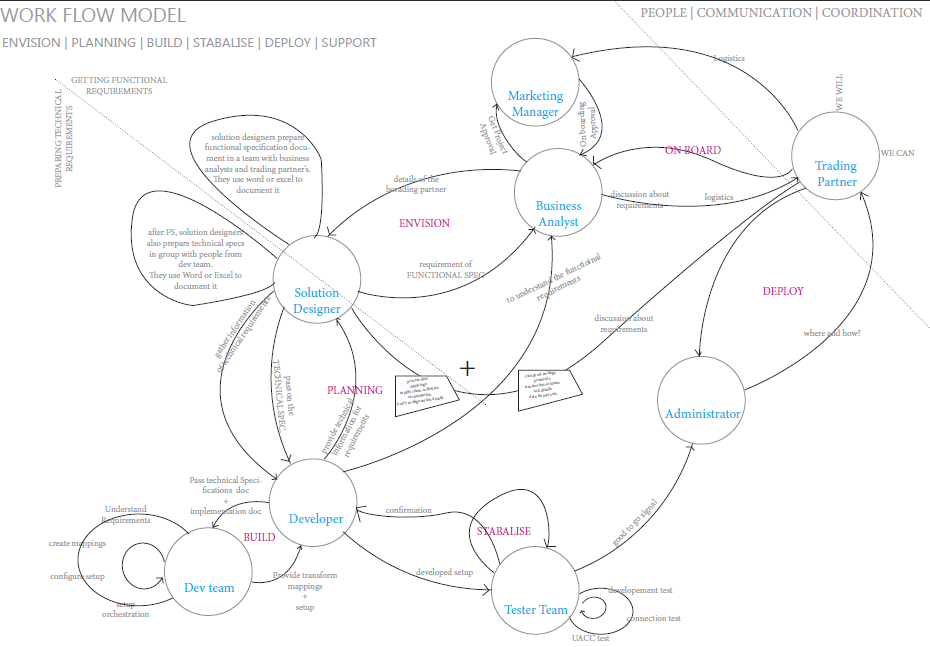 WORK FLOW MODEL
PEOPLE | COMMUNICATION | COORDINATION
ENVISION | PLANNING | BUILD | STABALISE | DEPLOY | SUPPORT
GETTING FUNCTIONAL
REQUIREMENTS
PREPARING TECHNICAL
REQUIREMENTS
Logistics
WE WILL
WE CAN
Marketing
Manager
Get Project
Approval
Onboarding
Approval
ON-BOARD
Trading
Partner
solution designers prepare
functional specification docu-
ment in a team with business
analysts and trading partner's.
They use word or excel to
document it
details of the
borading partner
Business
Analyst
discussion about
requirements
logistics
ENVISION
after FS, solution designers
also prepare technical specs
in group with people from
dev team.
They use Word or Excel to
document it
requirement of
FUNCTIONAL SPEC
to understand the functional
requirements
Solution
Designer
DEPLOY
discussion about
requirements
where and how?
gather information
of technical requirements
pass on the
TECHNICAL SPEC
PLANNING
+
Provide technical
information for
requirements
Administrator
Pass technical Speci-
fications doc
+
implementation doc
Developer
confirmation
STABALISE
good to go signal
BUILD
Understand
Requirements
create mappings
configure setup
setup
orchestration
Dev team
Provide transform
mappings
+
setup
developed setup
Tester Team
developement test
connection test
UACC test